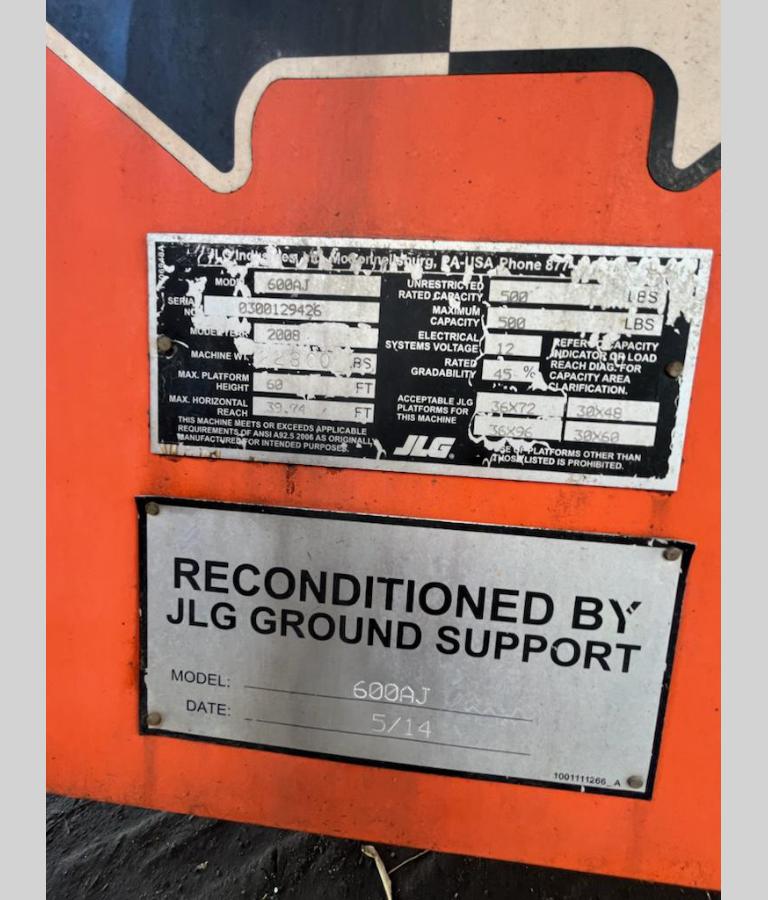 JLG Industries, Inc. McConnellsburg, PA-USA Phone 877
MODEL 600AJ
SERIAL NO. 0300129426
MODEL YEAR 2008
MACHINE WT. LBS
MAX. PLATFORM HEIGHT 60 FT
MAX. HORIZONTAL REACH 39.74 FT
THIS MACHINE MEETS OR EXCEEDS APPLICABLE
REQUIREMENTS OF ANSI A92.5 2006 AS ORIGINALLY
MANUFACTURED FOR INTENDED PURPOSES.
UNRESTRICTED RATED CAPACITY 500 LBS
MAXIMUM CAPACITY 500 LBS
ELECTRICAL SYSTEMS VOLTAGE 12
RATED GRADABILITY 45 %
REFER TO CAPACITY
INDICATOR OR LOAD
REACH DIAG. FOR
CAPACITY AREA
CLARIFICATION.
ACCEPTABLE JLG
PLATFORMS FOR
THIS MACHINE
36X72 30X48
36X96 30X60
USE OF PLATFORMS OTHER THAN
THOSE LISTED IS PROHIBITED.
JLG
RECONDITIONED BY
JLG GROUND SUPPORT
MODEL: 600AJ
DATE: 5/14
1001111266_A